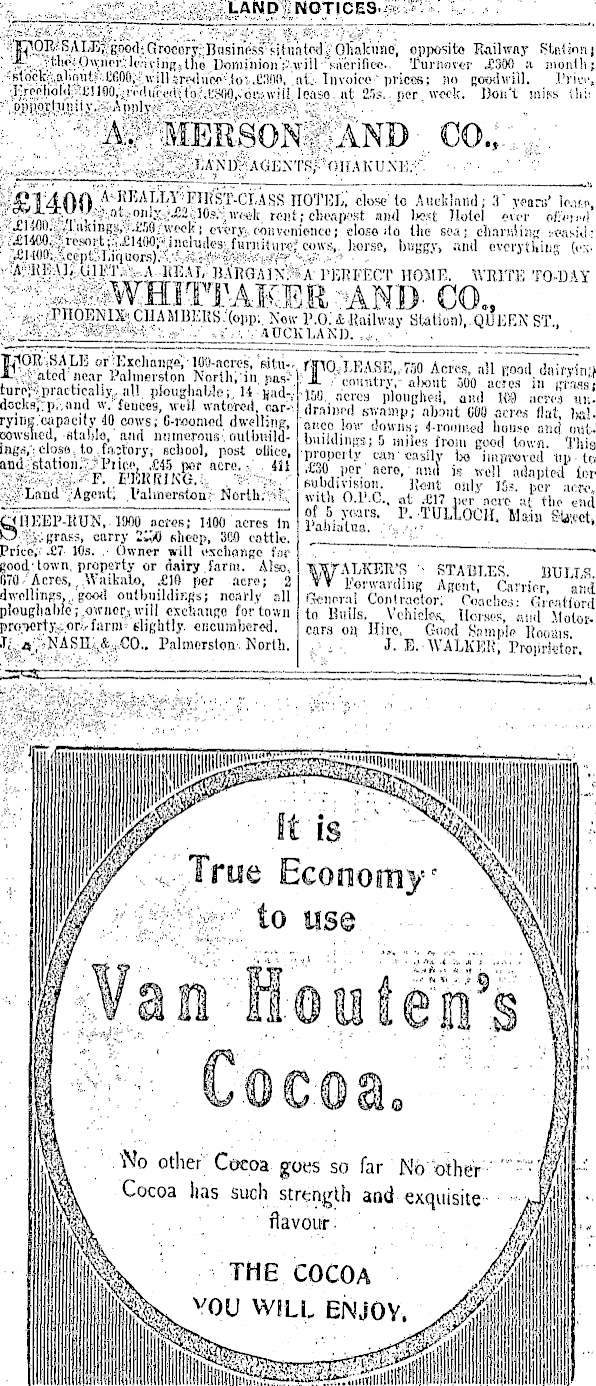 LAND NOTICES.
FOR SALE, good Grocery Business situated Ohakune, opposite Railway Station;
the Owner leaving the Dominion will sacrifice. Turnover £300 a month;
stock about £600, will reduce to £300, at Invoice prices; no goodwill. Price,
Freehold £1100, reduced to £800, or will lease at 25s. per week. Don't miss this
opportunity. Apply
A. MERSON AND CO.,
LAND AGENTS, OHAKUNE.
£1400 A REALLY FIRST-CLASS HOTEL, close to Auckland; 3 years' lease,
at only £2 10s. week rent; cheapest and best Hotel ever offered
£1400. Takings, £50 week; every convenience; close to the sea; charming seaside
£1400. resort; £1400, includes furniture, cows, horse, buggy, and everything (ex-
£1400. cept Liquors).
A REAL GIFT. A REAL BARGAIN. A PERFECT HOME. WRITE TO-DAY
WHITTAKER AND CO.,
PHOENIX CHAMBERS (opp. New P.O. & Railway Station), QUEEN ST.,
AUCKLAND.
FOR SALE or Exchange, 100 acres, situ-
ated near Palmerston North, in pas-
ture, practically all ploughable; 14 pad-
docks, p. and w. fences, well watered, car-
rying capacity 40 cows; 6-roomed dwelling,
cowshed, stable, and numerous outbuild-
ings, close to factory, school, post office,
and station. Price, £45 per acre. 411
F. HERRING,
Land Agent, Palmerston North.
SHEEP-RUN, 1900 acres; 1400 acres in
grass, carry 2250 sheep, 300 cattle.
Price, £7 10s. Owner will exchange for
good town property or dairy farm. Also,
670 Acres, Waikato, £10 per acre; 2
dwellings, good outbuildings; nearly all
ploughable; owner will exchange for town
property or farm slightly encumbered.
J. NASH & CO., Palmerston North.
TO LEASE, 750 Acres, all good dairying
country, about 500 acres in grass;
150 acres ploughed, and 100 acres un-
drained swamp; about 600 acres flat, bal-
ance low downs; 4-roomed house and out-
buildings; 5 miles from good town. This
property can easily be improved up to
£30 per acre, and is well adapted for
subdivision. Rent only 15s. per acre,
with O.P.C., at £17 per acre at the end
of 5 years. P. TULLOCH, Main Street,
Pahiatua.
WALKER'S STABLES. BULLS.
Forwarding Agent, Carrier, and
General Contractor. Coaches: Greatford
to Bulls. Vehicles, Horses, and Motor-
cars on Hire. Good Sample Rooms.
J. E. WALKER, Proprietor.
It is
True Economy
to use
Van Houten's
Cocoa.
No other Cocoa goes so far No other
Cocoa has such strength and exquisite
flavour
THE COCOA
YOU WILL ENJOY.